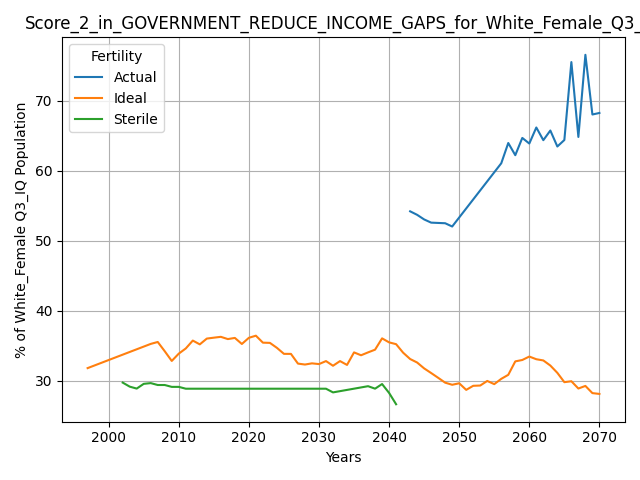 Score_2_in_GOVERNMENT_REDUCE_INCOME_GAPS_for_White_Female_Q3_
Fertility
Actual
Ideal
Sterile
% of White_Female Q3_IQ Population
70
60
50
40
30
2000 2010 2020 2030 2040 2050 2060 2070
Years